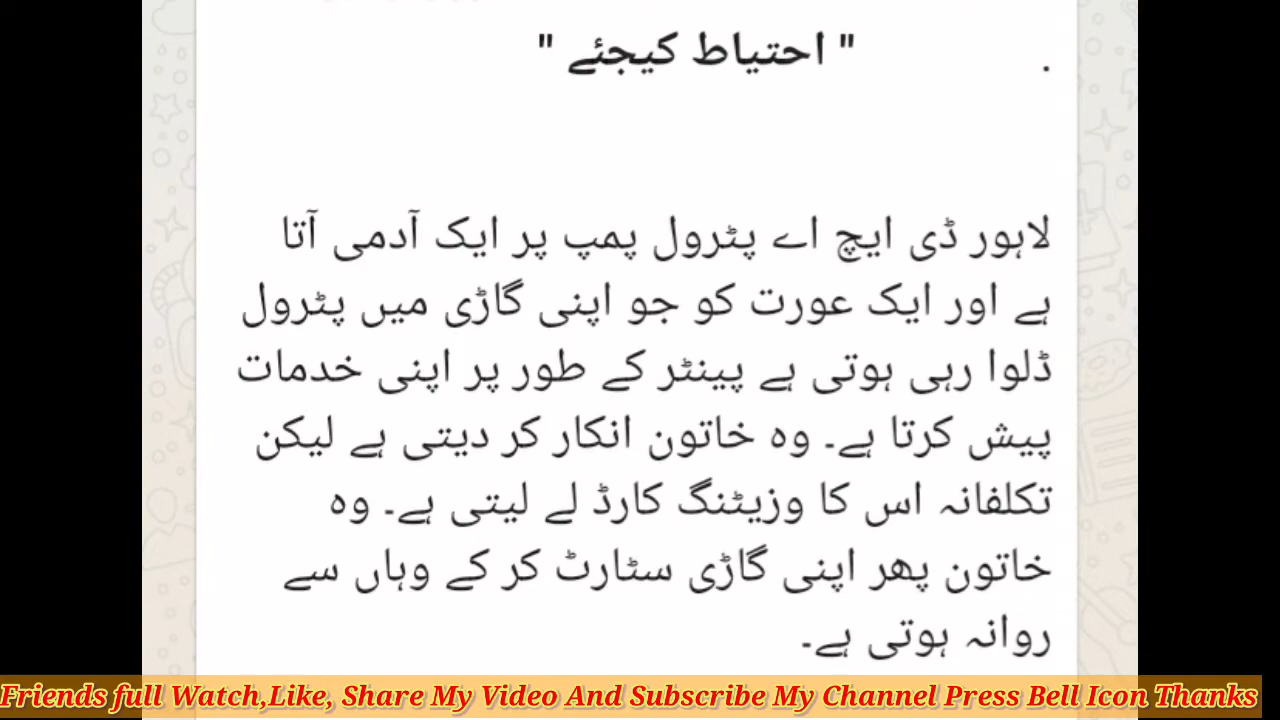 " احتیاط کیجئے "
.
لاہور ڈی ایچ اے پٹرول پمپ پر ایک آدمی آتا
ہے اور ایک عورت کو جو اپنی گاڑی میں پٹرول
ڈلوا رہی ہوتی ہے پینٹر کے طور پر اپنی خدمات
پیش کرتا ہے۔ وہ خاتون انکار کر دیتی ہے لیکن
تکلفانہ اس کا وزیٹنگ کارڈ لے لیتی ہے۔ وہ
خاتون پھر اپنی گاڑی سٹارٹ کر کے وہاں سے
روانہ ہوتی ہے۔
Friends full Watch,Like, Share My Video And Subscribe My Channel Press Bell Icon Thanks